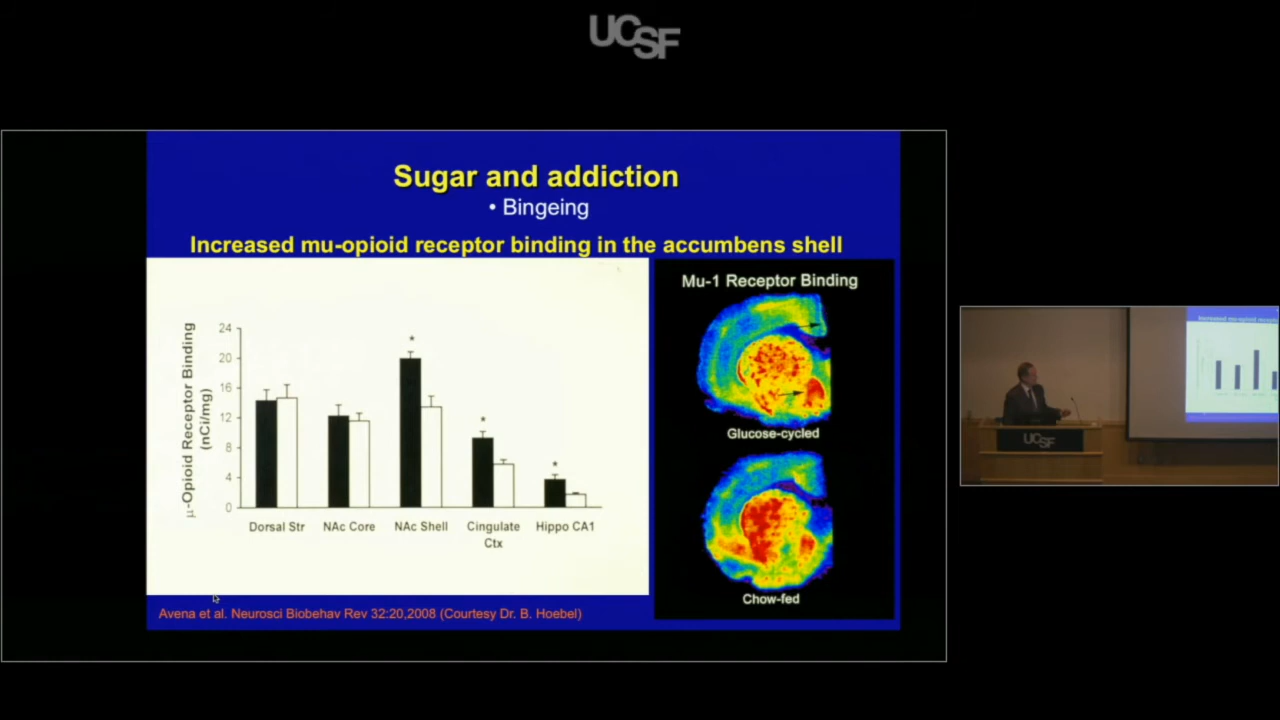 UCSF
Sugar and addiction
• Bingeing
Increased mu-opioid receptor binding in the accumbens shell
μ-Opioid Receptor Binding
(nCi/mg)
24
20
16
12
8
4
0
*
*
*
Dorsal Str
NAc Core
NAc Shell
Cingulate
Ctx
Hippo CA1
Mu-1 Receptor Binding
Glucose-cycled
Chow-fed
Avena et al. Neurosci Biobehav Rev 32:20,2008 (Courtesy Dr. B. Hoebel)
UCSF